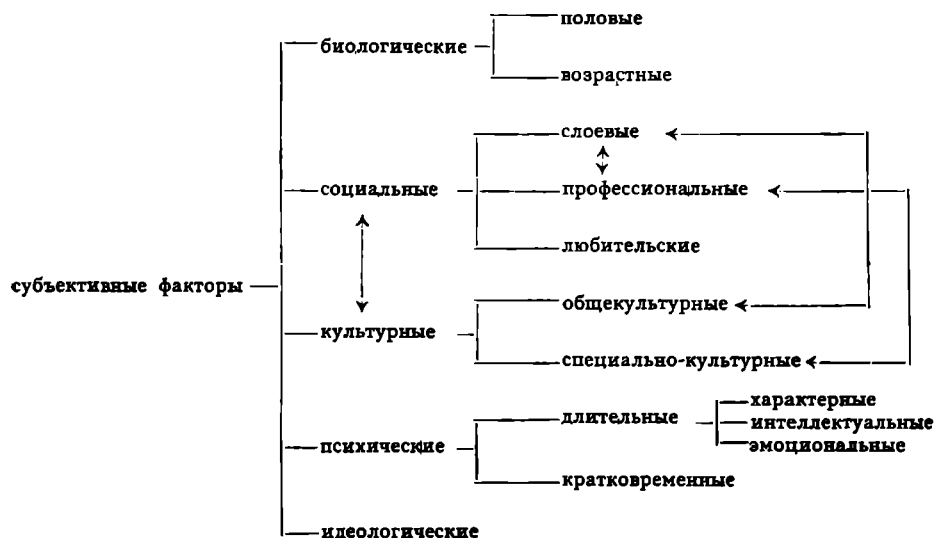 половые
биологические
возрастные
слоевые
социальные
профессиональные
любительские
субъективные факторы
общекультурные
культурные
специально-культурные
характерные
длительные
интеллектуальные
эмоциональные
психические
кратковременные
идеологические